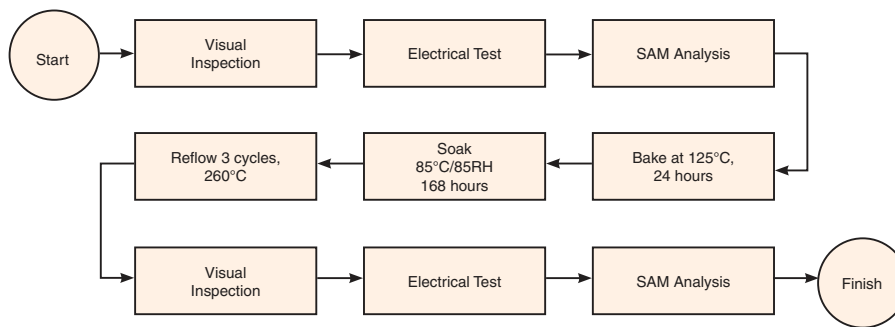 Start
Visual
Inspection
Electrical Test
SAM Analysis
Bake at 125°C,
24 hours
Soak
85°C/85RH
168 hours
Reflow 3 cycles,
260°C
Visual
Inspection
Electrical Test
SAM Analysis
Finish